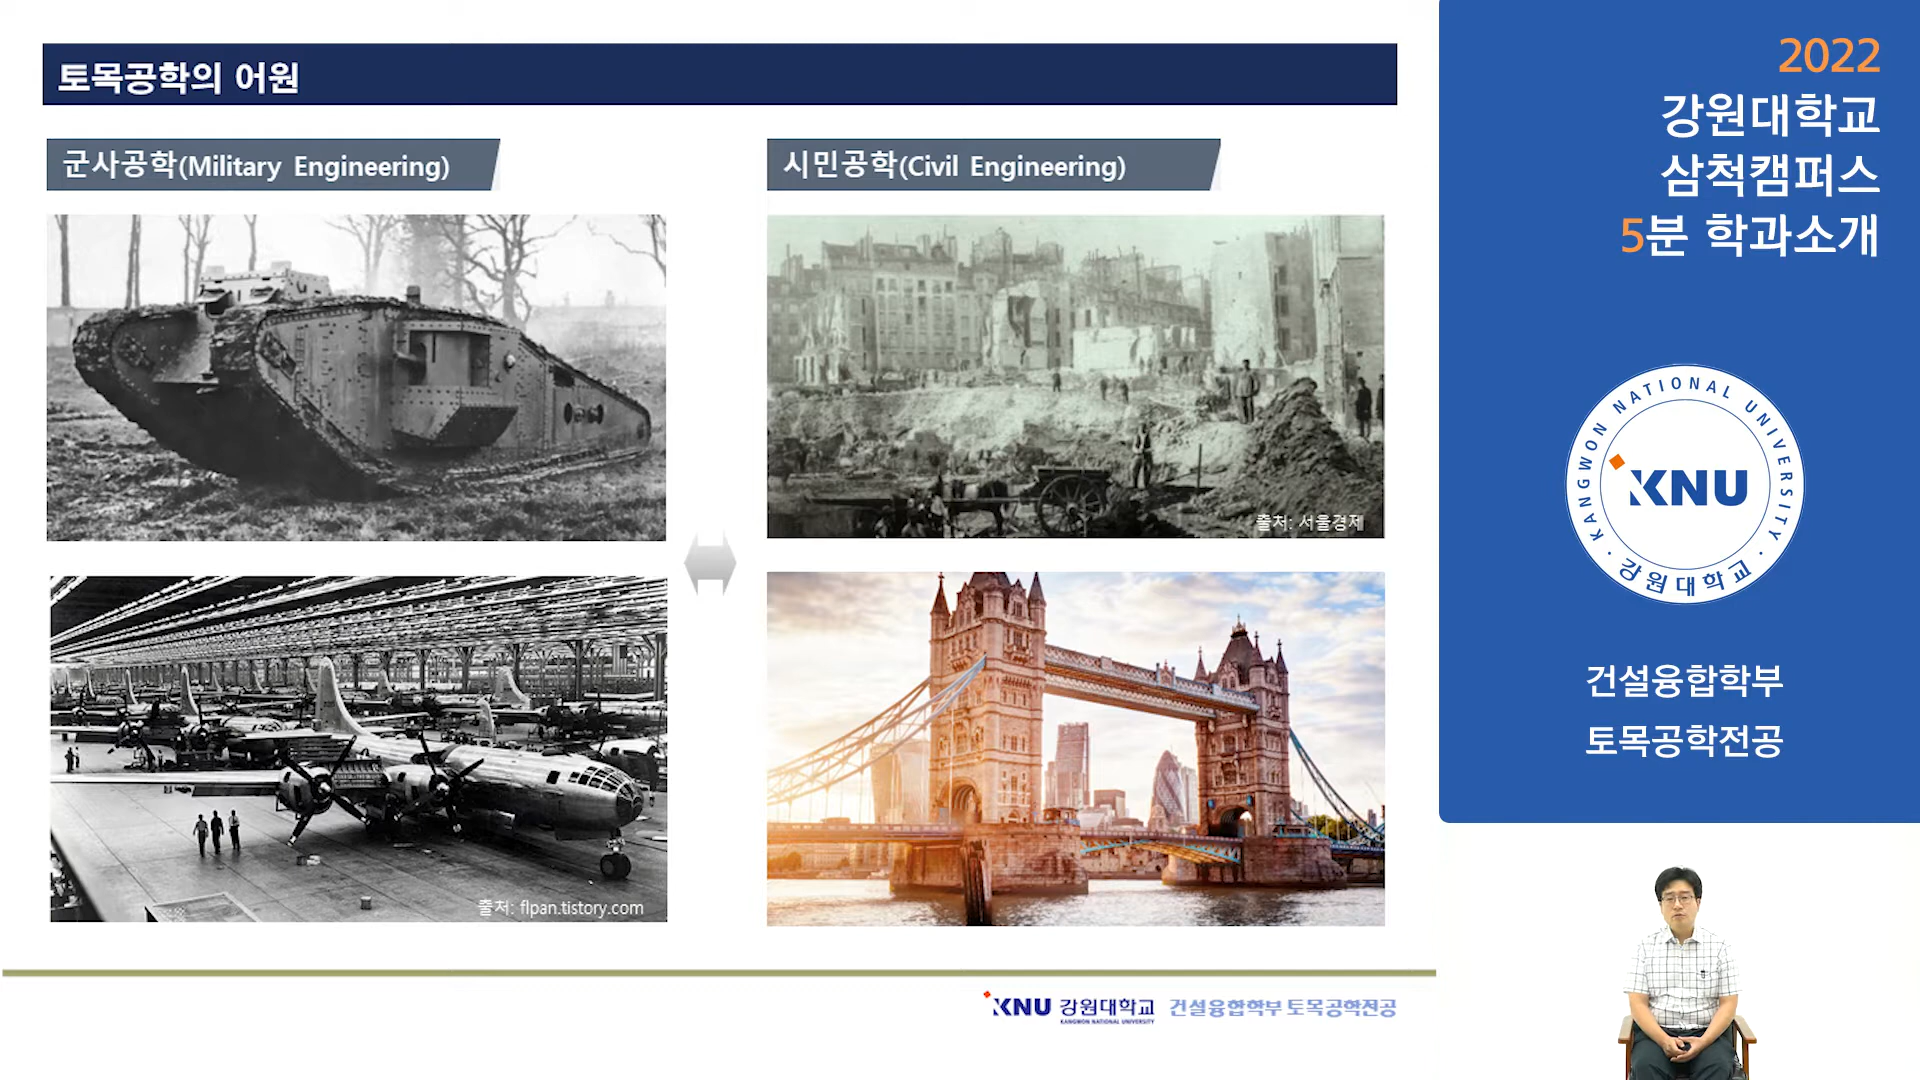 토목공학의 어원
군사공학(Military Engineering)
시민공학(Civil Engineering)
출처: 서울경제
출처: flpan.tistory.com
KNU 강원대학교 건설융합학부 토목공학전공
KANGWON NATIONAL UNIVERSITY
2022
강원대학교
삼척캠퍼스
5분 학과소개
KANGWON NATIONAL UNIVERSITY
KNU
강원대학교
건설융합학부
토목공학전공